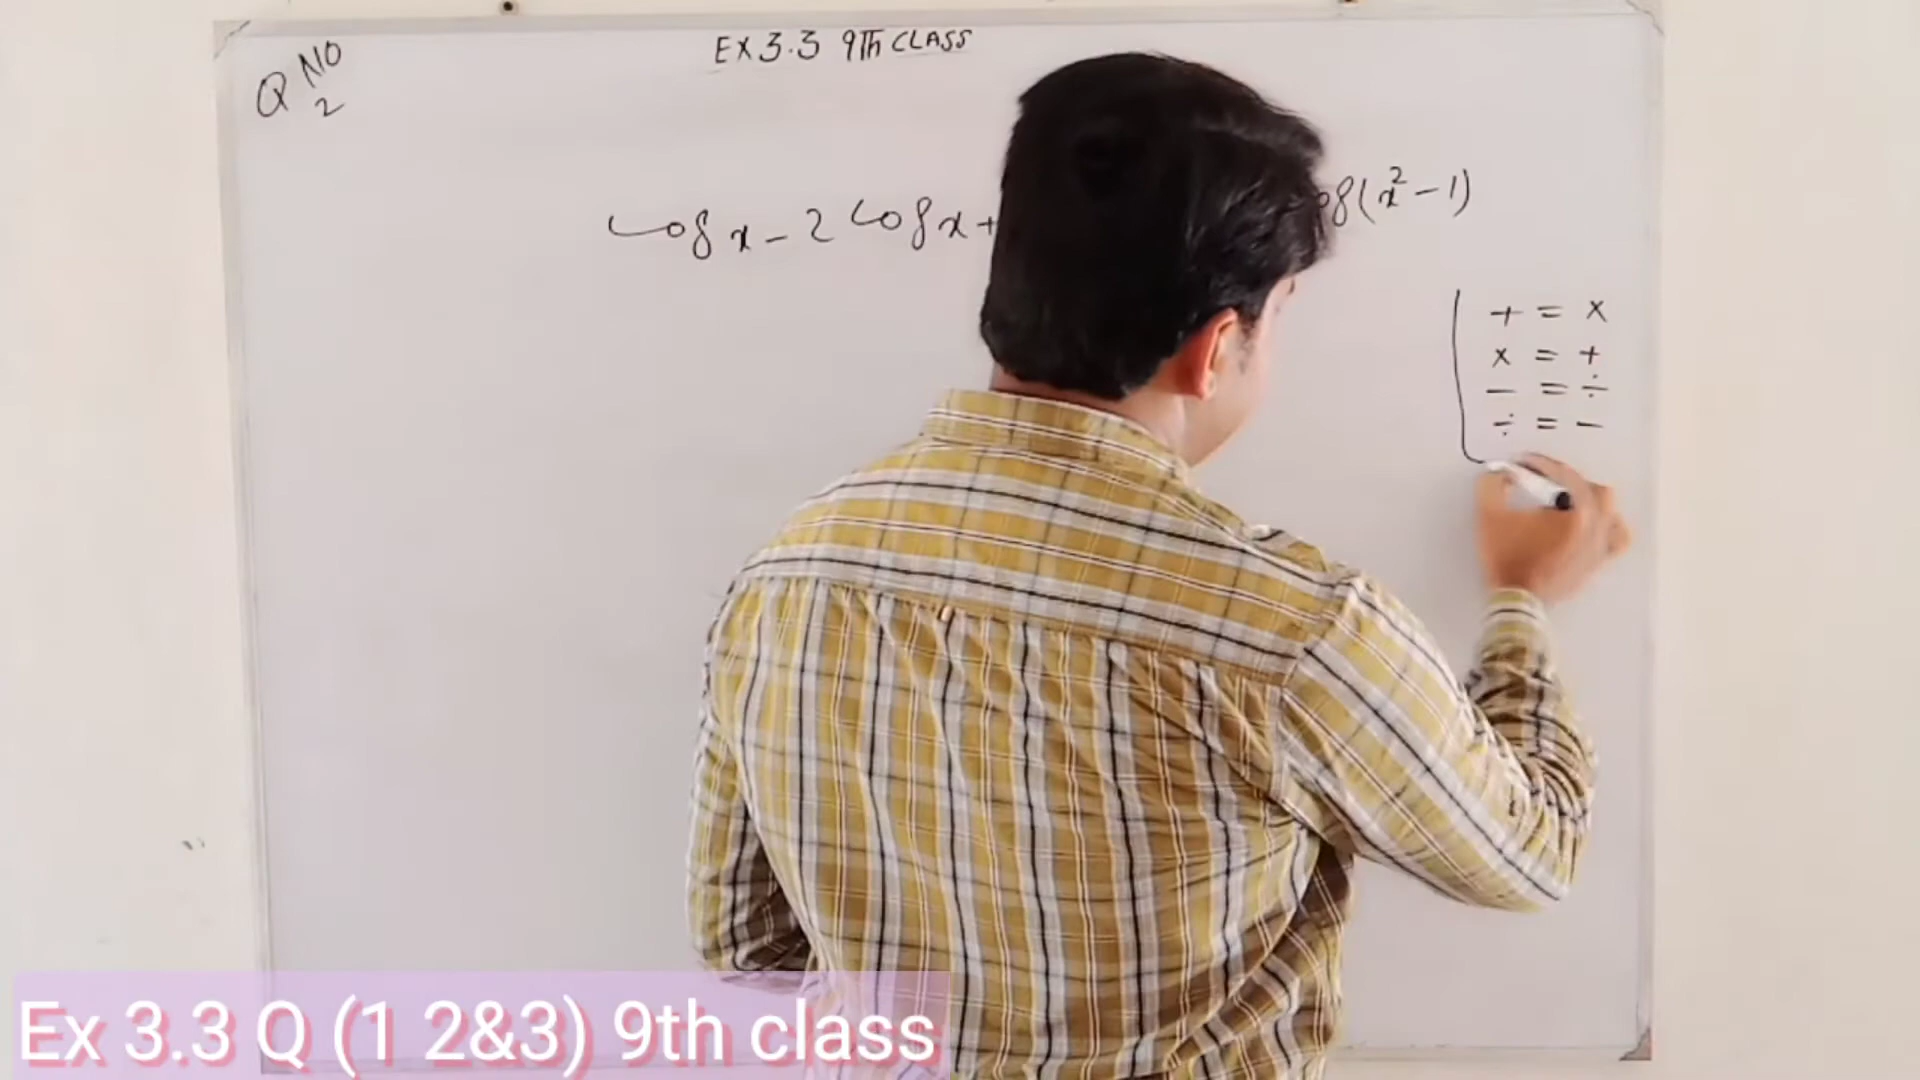 EX 3.3 9TH CLASS
Q NO
2
log x - 2 log x + log(x² - 1)
+ = ×
× = +
- = ÷
÷ = -
Ex 3.3 Q (1 2&3) 9th class